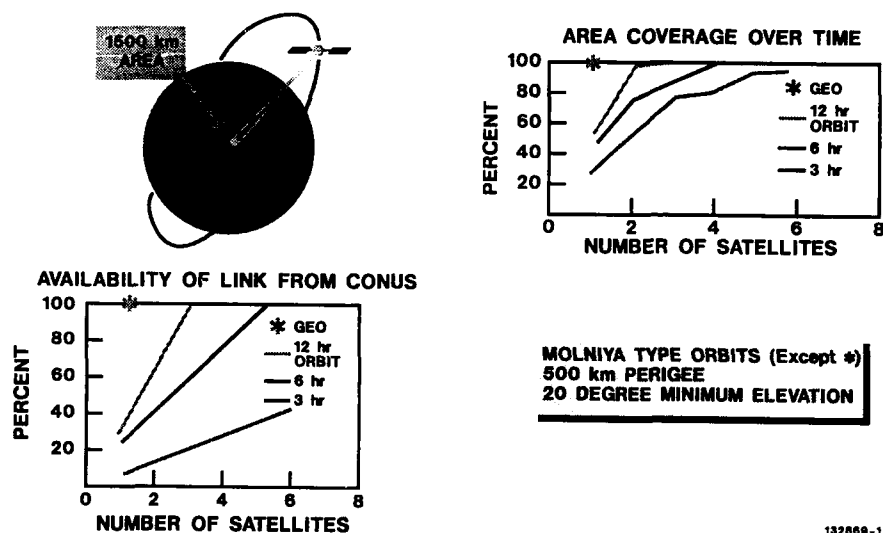 1500 km
AREA
AREA COVERAGE OVER TIME
PERCENT
100
80
60
40
20
0
2
4
6
8
NUMBER OF SATELLITES
* GEO
12 hr
ORBIT
6 hr
3 hr
AVAILABILITY OF LINK FROM CONUS
PERCENT
100
80
60
40
20
0
2
4
6
8
NUMBER OF SATELLITES
* GEO
12 hr
ORBIT
6 hr
3 hr
MOLNIYA TYPE ORBITS (Except *)
500 km PERIGEE
20 DEGREE MINIMUM ELEVATION
132869-1